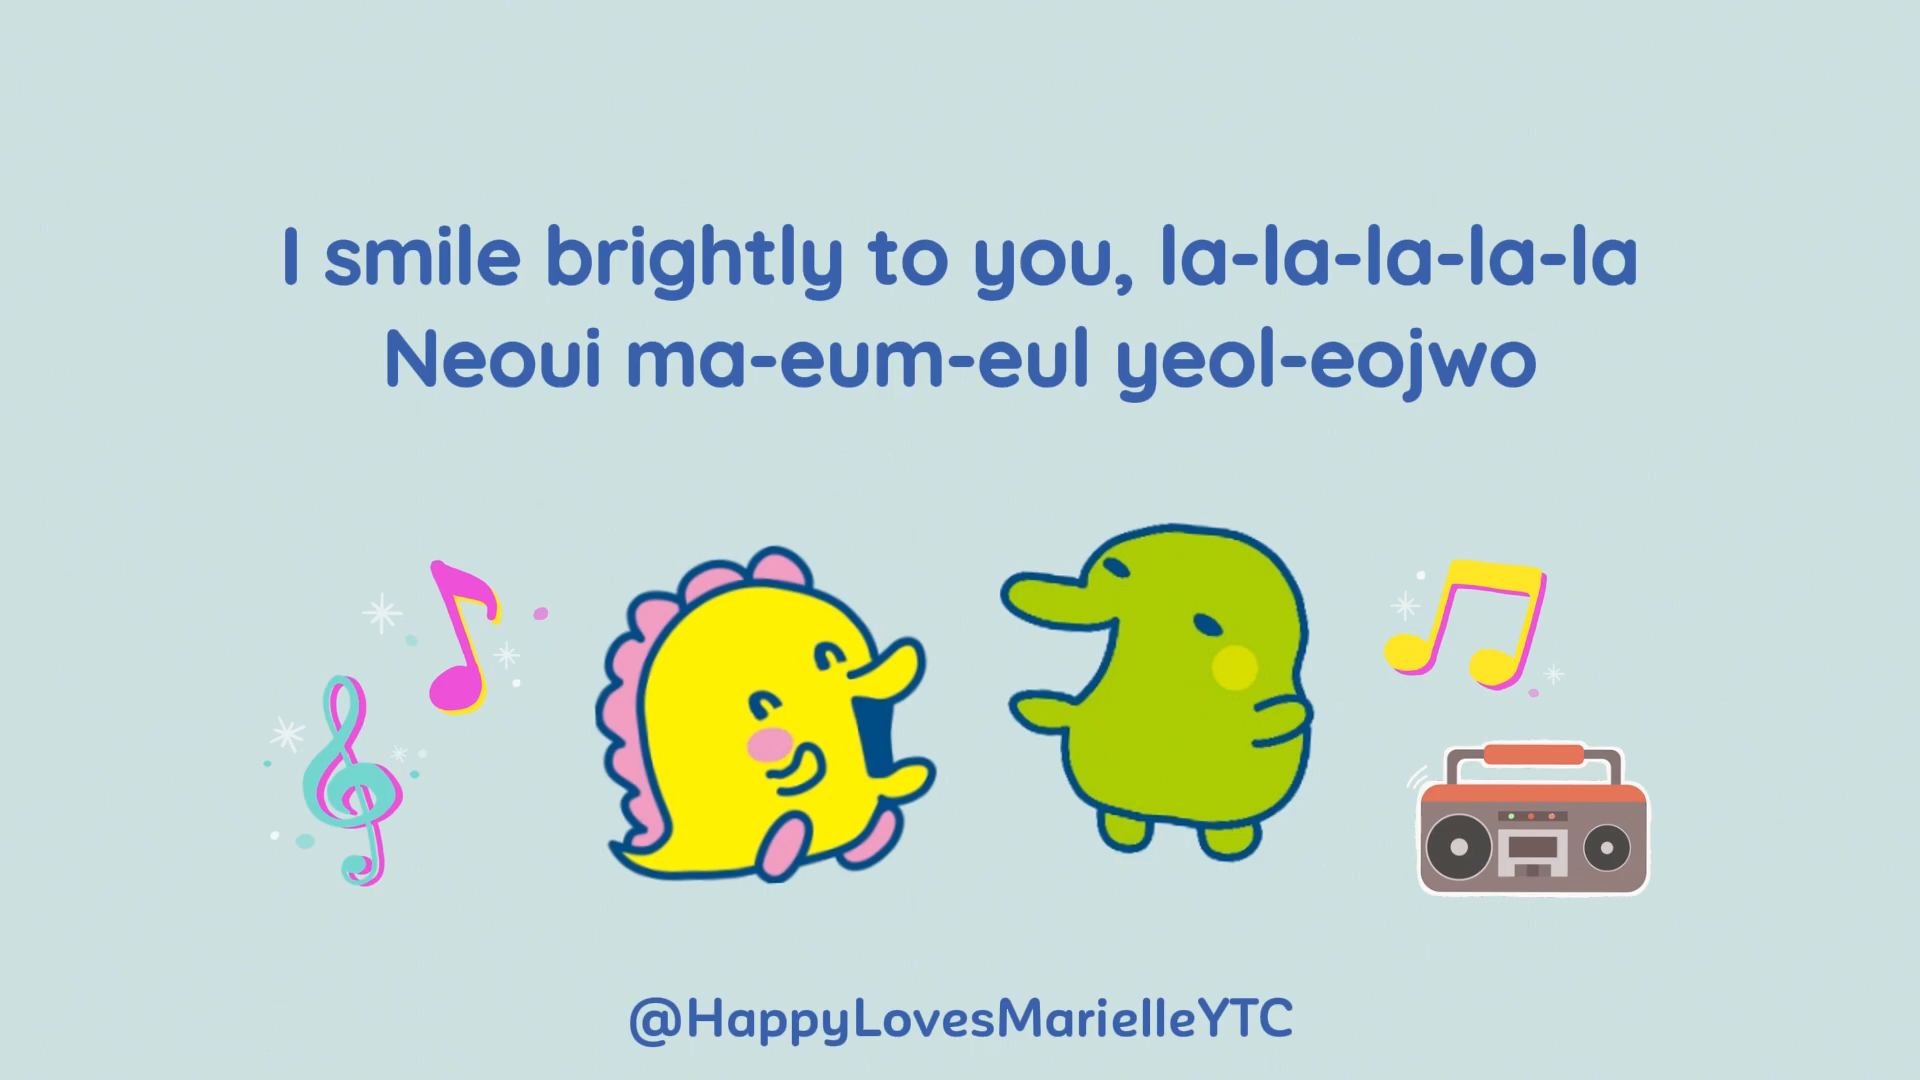 I smile brightly to you, la-la-la-la-la
Neoui ma-eum-eul yeol-eojwo
@HappyLovesMarielleYTC